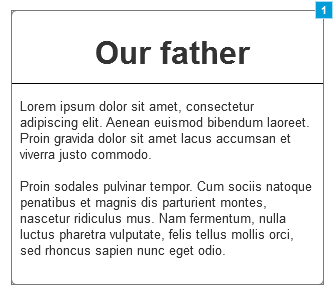 1
Our father
Lorem ipsum dolor sit amet, consectetur
adipiscing elit. Aenean euismod bibendum laoreet.
Proin gravida dolor sit amet lacus accumsan et
viverra justo commodo.
Proin sodales pulvinar tempor. Cum sociis natoque
penatibus et magnis dis parturient montes,
nascetur ridiculus mus. Nam fermentum, nulla
luctus pharetra vulputate, felis tellus mollis orci,
sed rhoncus sapien nunc eget odio.